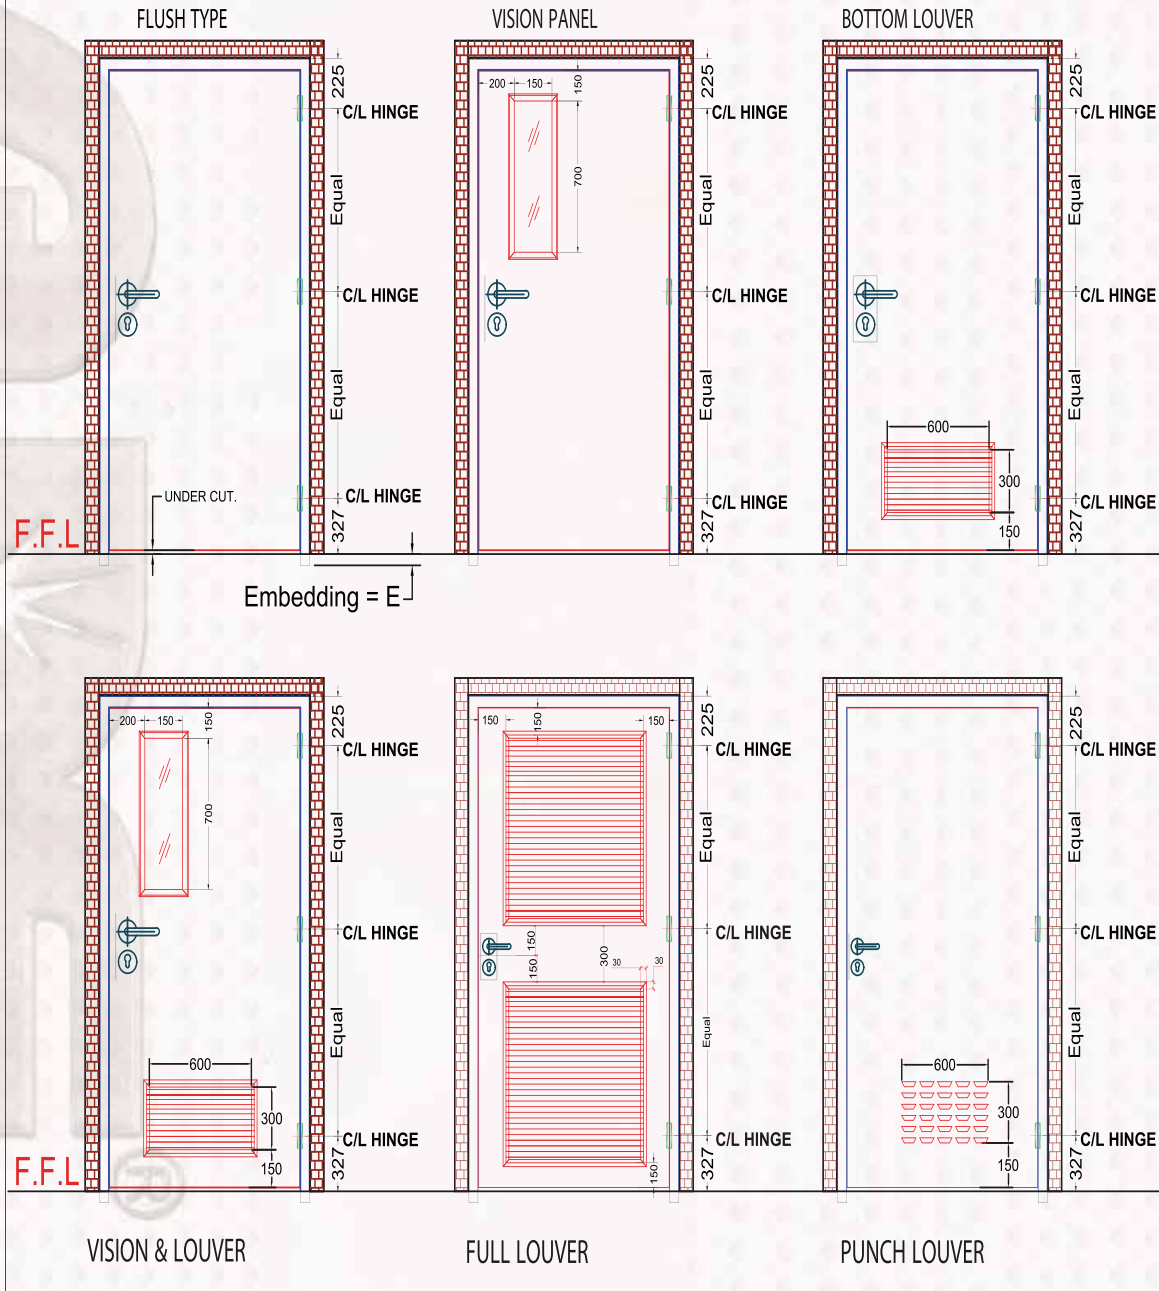 FLUSH TYPE
VISION PANEL
BOTTOM LOUVER
225
C/L HINGE
Equal
C/L HINGE
Equal
UNDER CUT.
C/L HINGE
327
F.F.L
Embedding = E
200
150
150
700
225
C/L HINGE
Equal
C/L HINGE
Equal
C/L HINGE
327
225
C/L HINGE
Equal
C/L HINGE
Equal
600
300
150
C/L HINGE
327
200
150
150
700
225
C/L HINGE
Equal
C/L HINGE
Equal
600
300
150
C/L HINGE
327
F.F.L
150
150
150
225
C/L HINGE
Equal
C/L HINGE
150
150
300
30
30
Equal
C/L HINGE
150
327
225
C/L HINGE
Equal
C/L HINGE
Equal
600
300
150
C/L HINGE
327
®
VISION & LOUVER
FULL LOUVER
PUNCH LOUVER